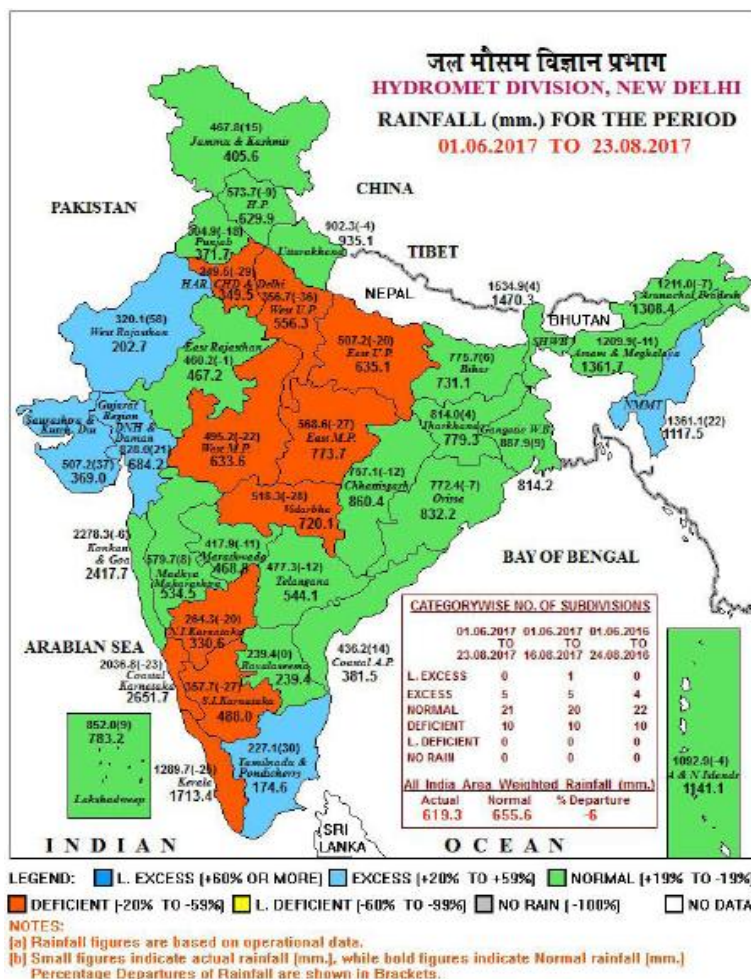 जल मौसम विज्ञान प्रभाग
HYDROMET DIVISION, NEW DELHI
RAINFALL (mm.) FOR THE PERIOD
01.06.2017 TO 23.08.2017
467.8(15)
Jammu & Kashmir
405.6
CHINA
573.7(-9)
H.P.
629.9
PAKISTAN
304.9(-18)
Punjab
371.7
Uttarakhand
902.3(-4)
935.1
TIBET
249.5(-29)
HAR. CHD & Delhi
349.5
356.7(-36)
West U.P.
556.3
NEPAL
1534.9(4)
1470.3
SHWB
BHUTAN
1211.0(-7)
Arunachal Pradesh
1308.4
320.1(58)
West Rajasthan
202.7
East Rajasthan
460.2(-1)
467.2
507.2(-20)
East U.P.
635.1
775.7(6)
Bihar
731.1
1209.9(-11)
Assam & Meghalaya
1361.7
NMMT
1361.1(22)
1117.5
Gujarat
Region
DNH &
Daman
828.0(21)
684.2
Saurashtra &
Kutch, Diu
507.2(37)
369.0
495.2(-22)
West M.P.
633.6
568.6(-27)
East M.P.
773.7
814.0(4)
Jharkhand
779.3
Gangetic W.B.
887.9(9)
814.2
757.1(-12)
Chhattisgarh
860.4
772.4(-7)
Orissa
832.2
518.3(-28)
Vidarbha
720.1
2278.3(-6)
Konkan
& Goa
2417.7
579.7(8)
Madhya
Maharashtra
534.5
417.9(-11)
Marathwada
477.3(-12)
Telangana
544.1
BAY OF BENGAL
264.3(-20)
N.I.Karnataka
330.6
ARABIAN SEA
2036.8(-23)
Coastal
Karnataka
2651.7
239.4(0)
Rayalaseema
239.4
436.2(14)
Coastal A.P.
381.5
357.7(-27)
S.I.Karnataka
488.0
852.0(9)
783.2
Lakshadweep
227.1(30)
Tamilnadu &
Pondicherry
174.6
Kerala
1713.4
1092.9(-4)
A & N Islands
1141.1
CATEGORYWISE NO. OF SUBDIVISIONS
01.06.2017 01.06.2017 01.06.2016
TO TO TO
23.08.2017 16.08.2017 24.08.2016
L. EXCESS 0 1 0
EXCESS 5 5 4
NORMAL 21 20 22
DEFICIENT 10 10 10
L. DEFICIENT 0 0 0
NO RAIN 0 0 0
All India Area Weighted Rainfall (mm.)
Actual Normal % Departure
619.3 655.6 -6
SRI
LANKA
INDIAN OCEAN
LEGEND: L. EXCESS (+60% OR MORE) EXCESS (+20% TO +59%) NORMAL (+19% TO -19%)
DEFICIENT (-20% TO -59%) L. DEFICIENT (-60% TO -99%) NO RAIN (-100%) NO DATA
NOTES:
(a) Rainfall figures are based on operational data.
(b) Small figures indicate actual rainfall (mm.), while bold figures indicate Normal rainfall (mm.)
Percentage Departures of Rainfall are shown in Brackets.